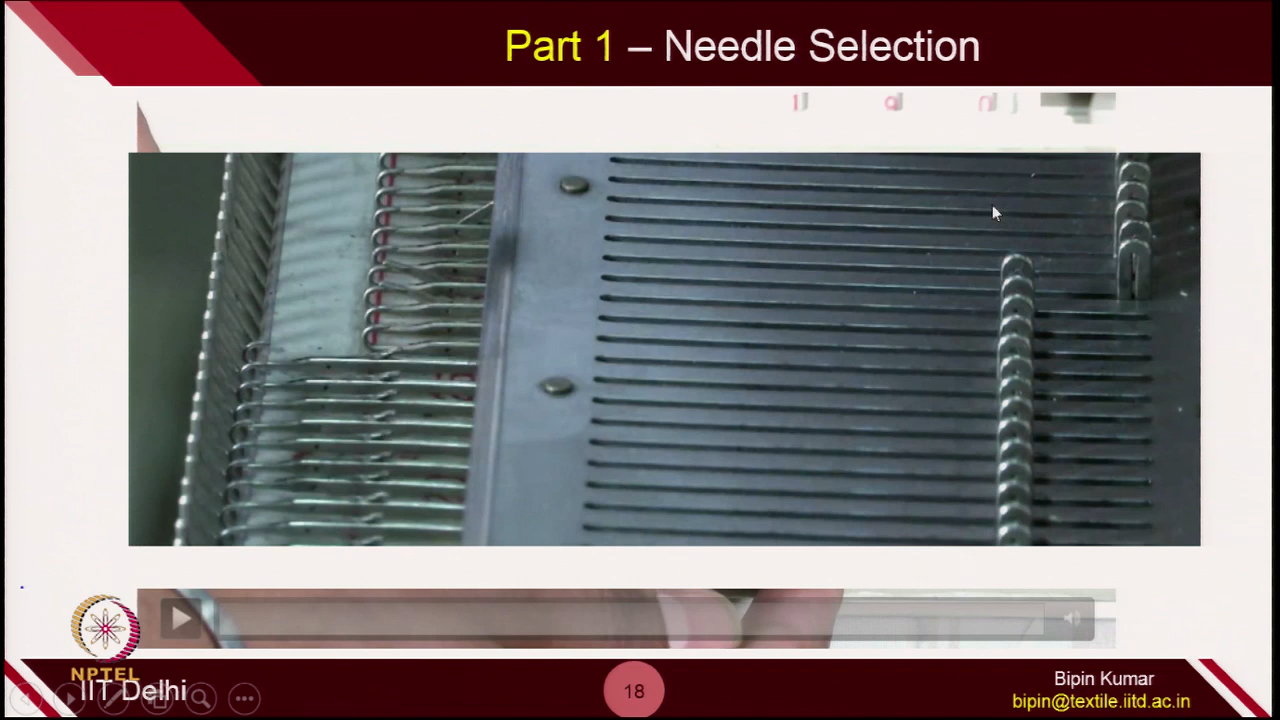 Part 1 – Needle Selection
NPTEL
IIT Delhi
18
Bipin Kumar
bipin@textile.iitd.ac.in